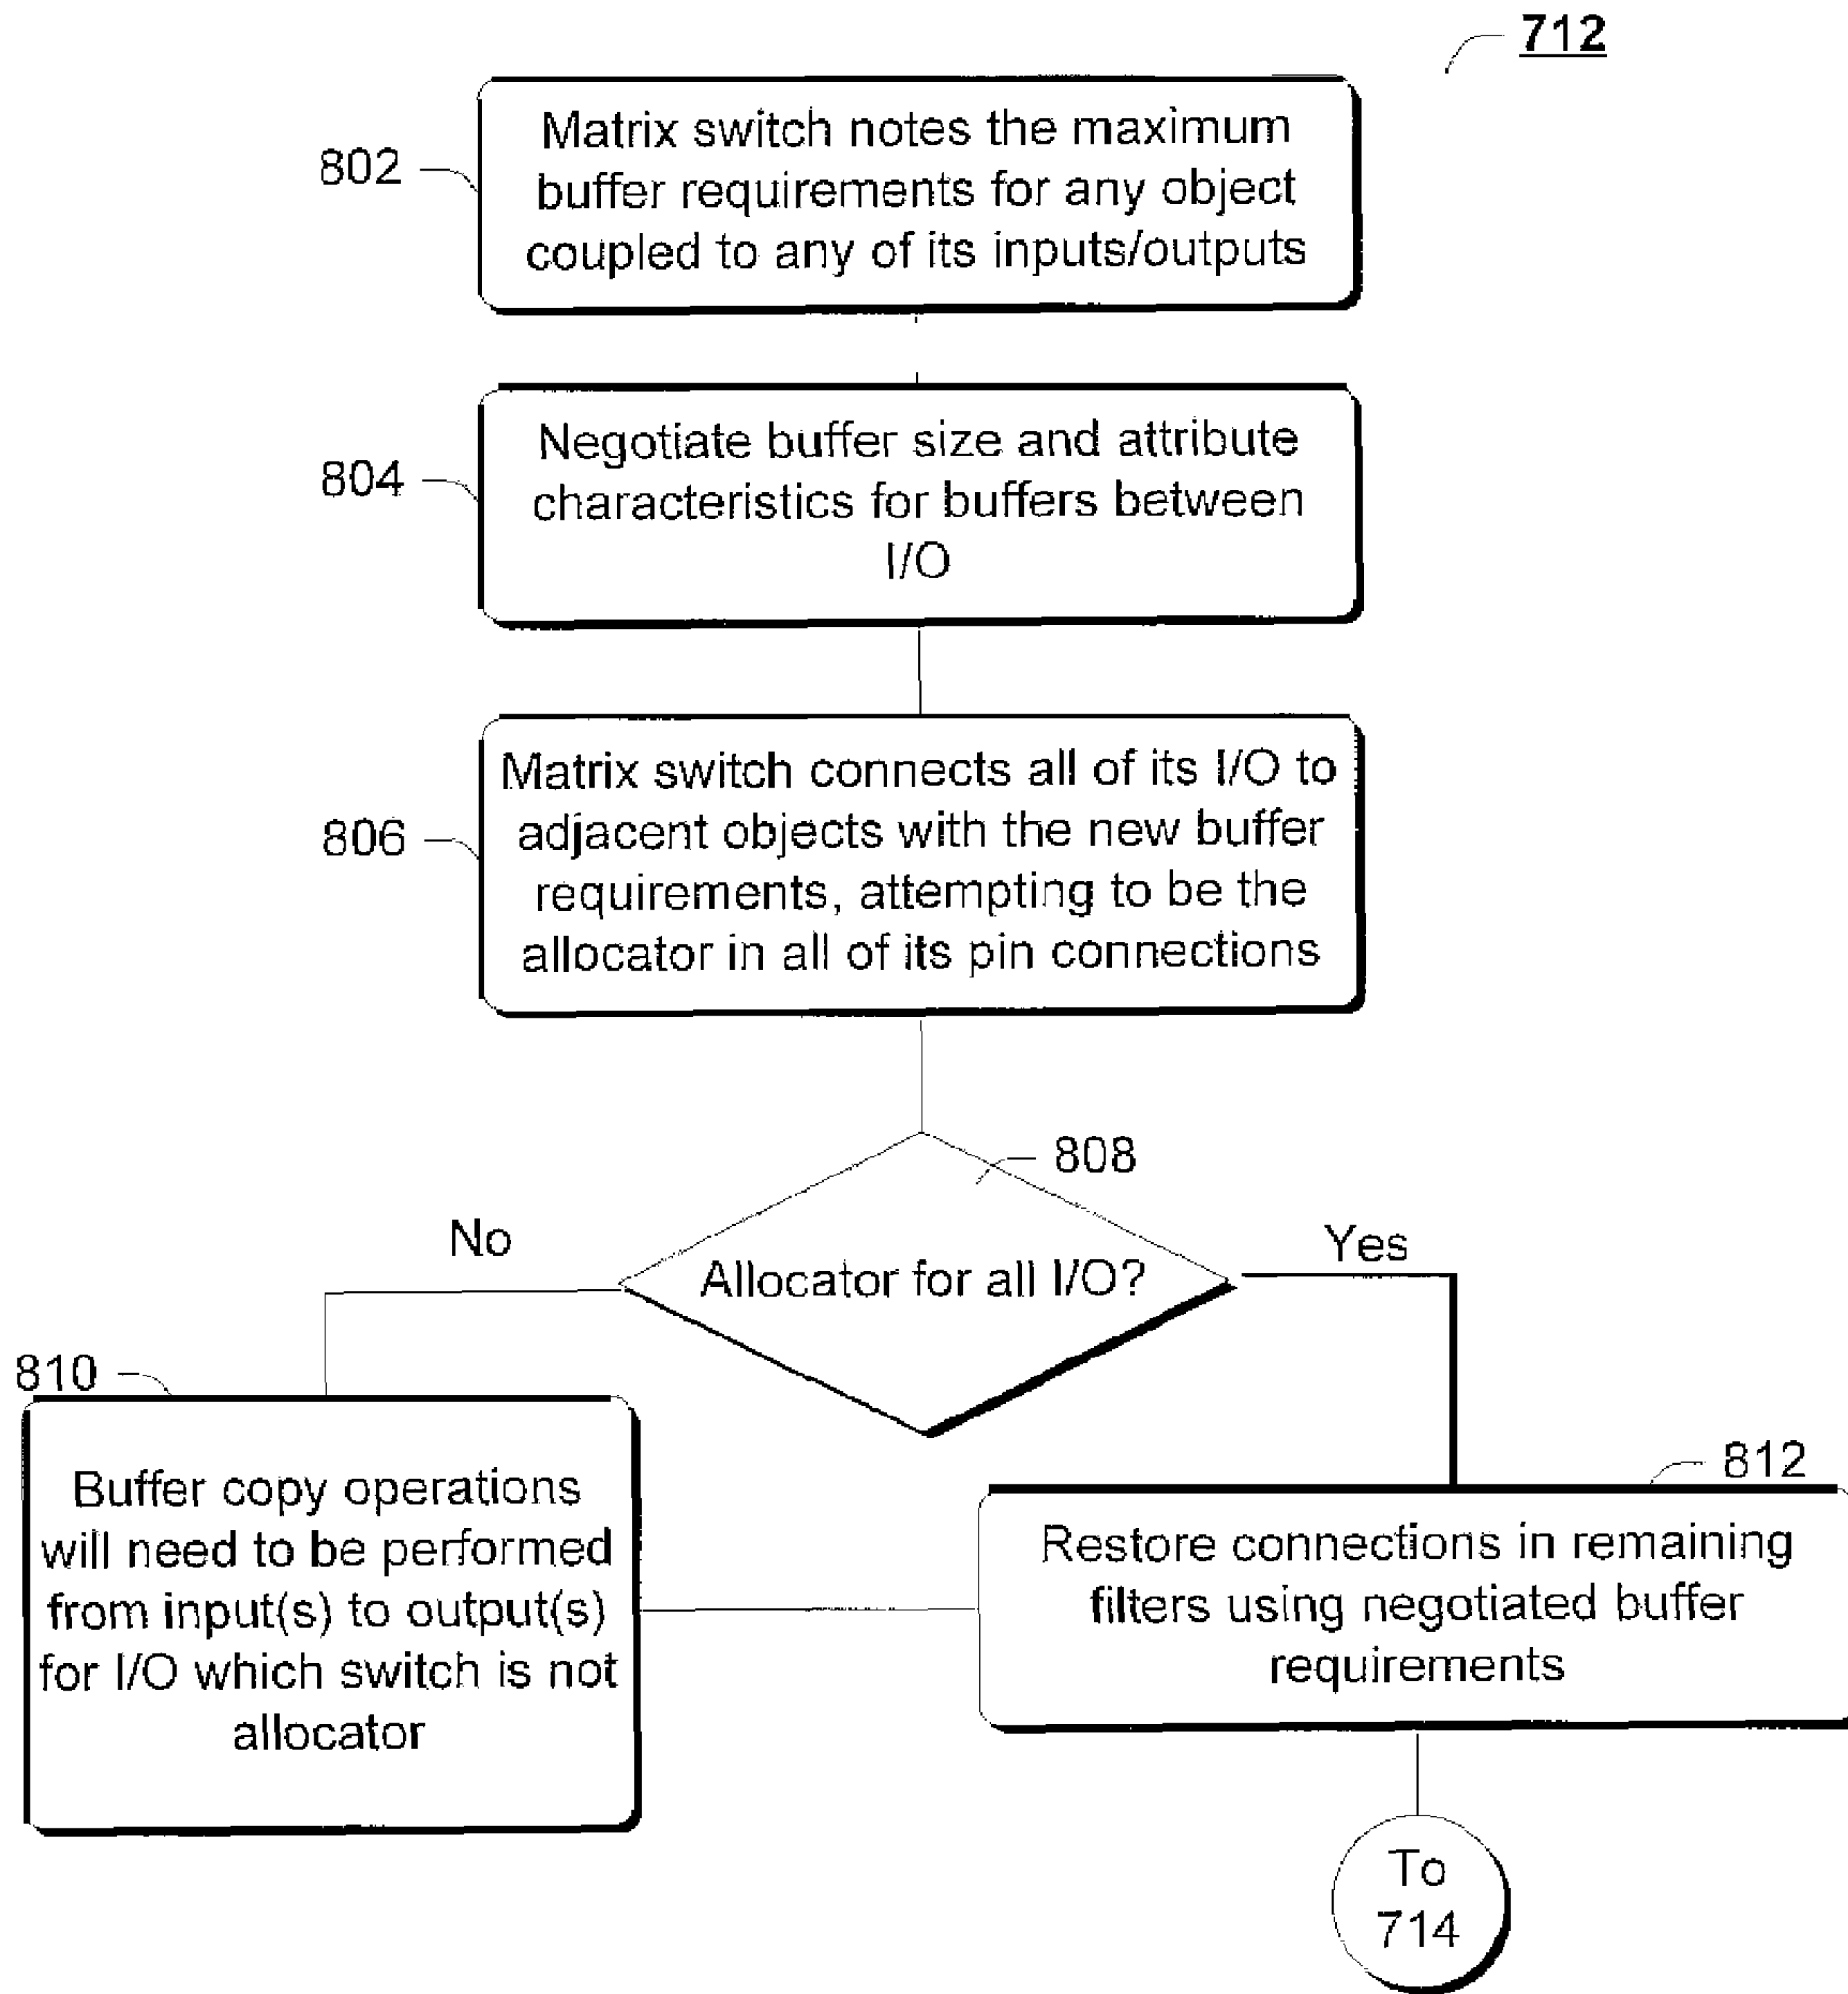 712
802
Matrix switch notes the maximum
buffer requirements for any object
coupled to any of its inputs/outputs
804
Negotiate buffer size and attribute
characteristics for buffers between
I/O
806
Matrix switch connects all of its I/O to
adjacent objects with the new buffer
requirements, attempting to be the
allocator in all of its pin connections
808
No
Allocator for all I/O?
Yes
810
Buffer copy operations
will need to be performed
from input(s) to output(s)
for I/O which switch is not
allocator
812
Restore connections in remaining
filters using negotiated buffer
requirements
To
714